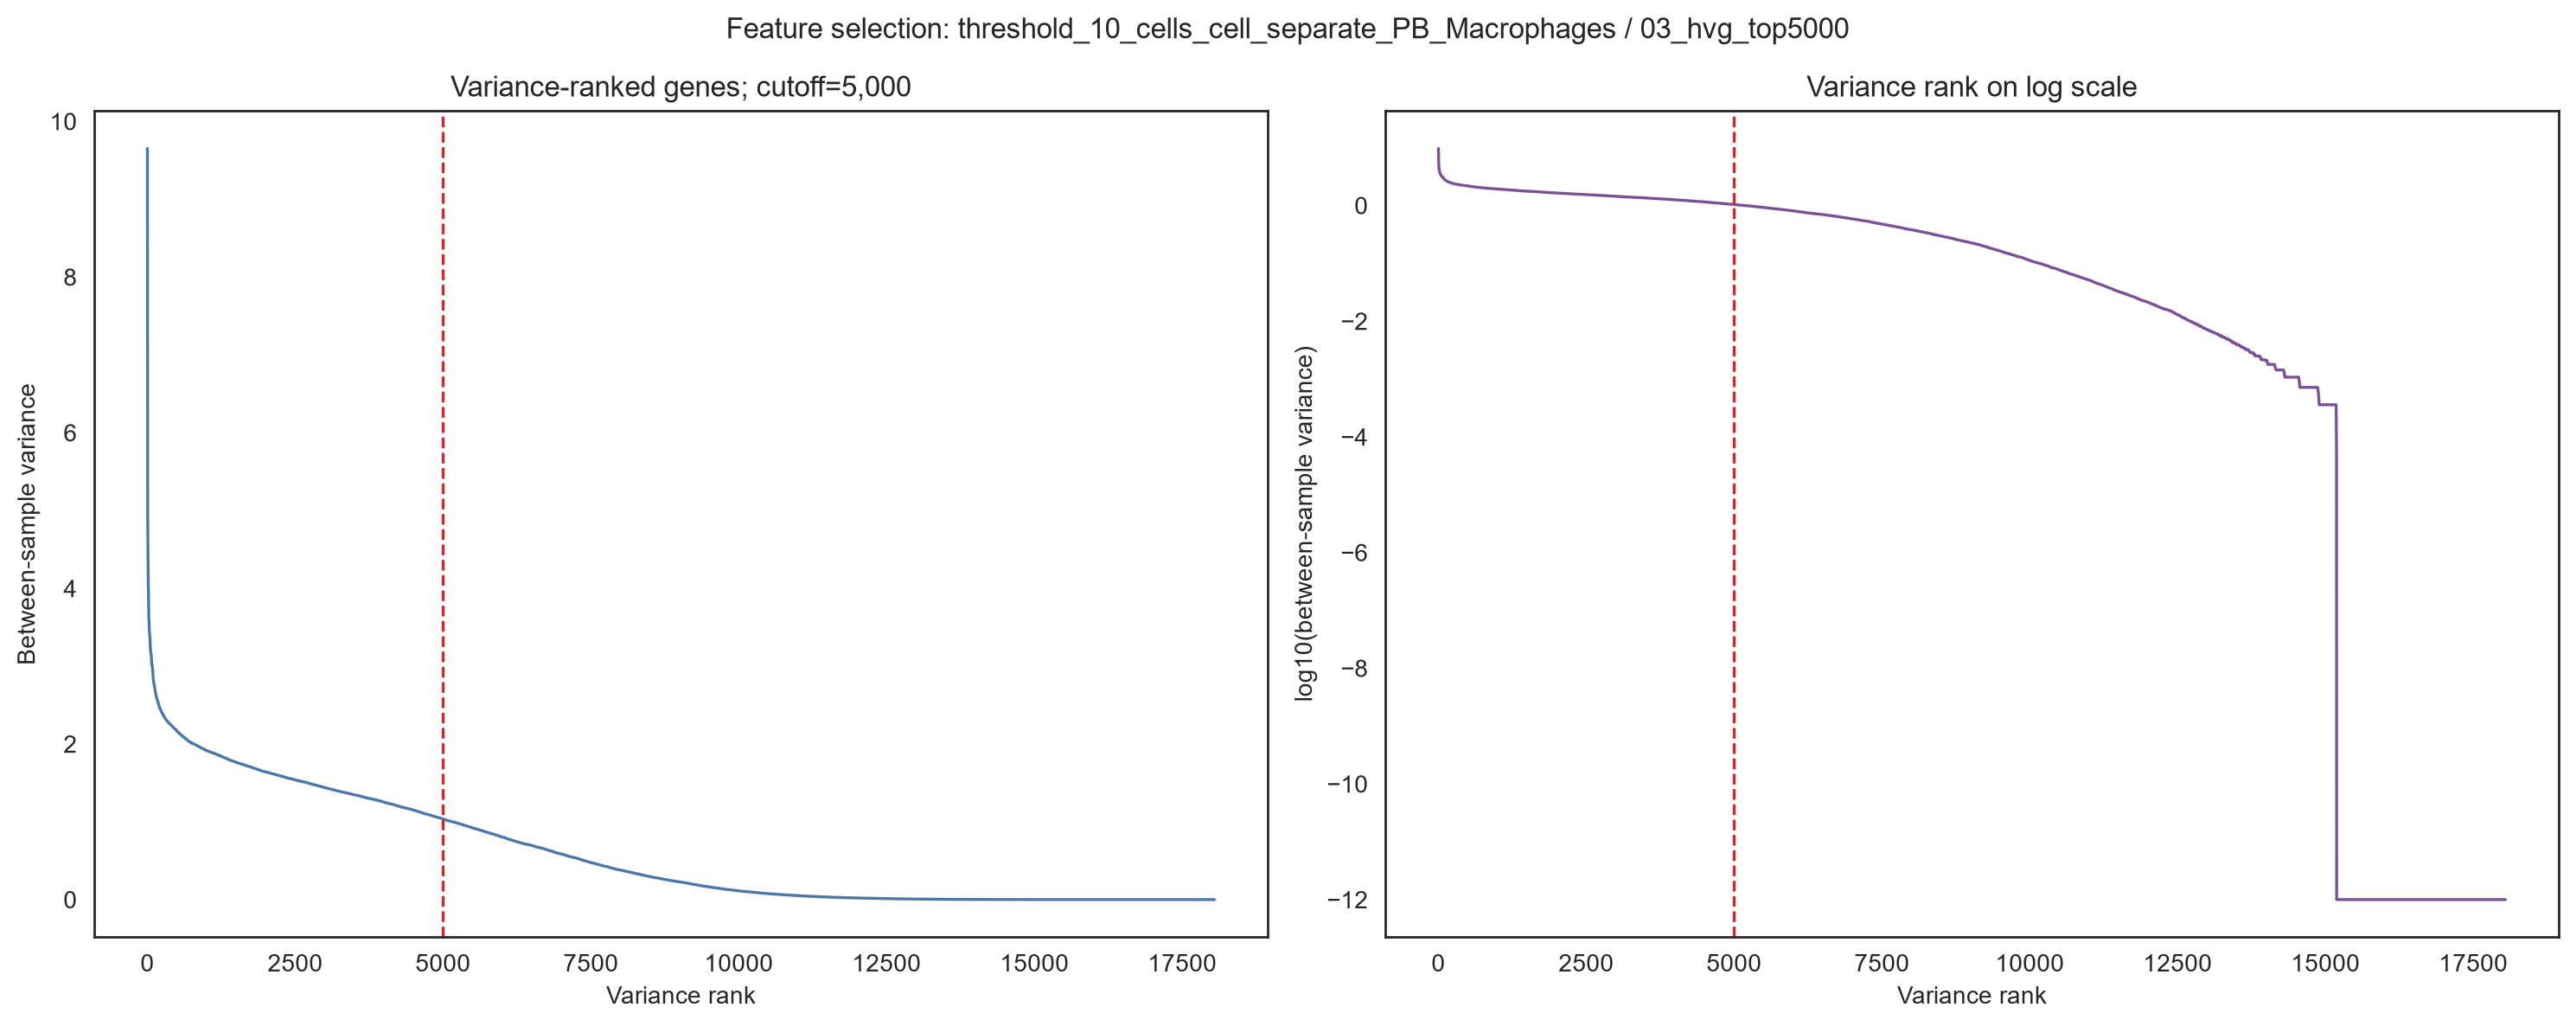 Feature selection: threshold_10_cells_cell_separate_PB_Macrophages / 03_hvg_top5000
Variance-ranked genes; cutoff=5,000
Between-sample variance
10
8
6
4
2
0
0 2500 5000 7500 10000 12500 15000 17500
Variance rank
Variance rank on log scale
log10(between-sample variance)
0
−2
−4
−6
−8
−10
−12
0 2500 5000 7500 10000 12500 15000 17500
Variance rank